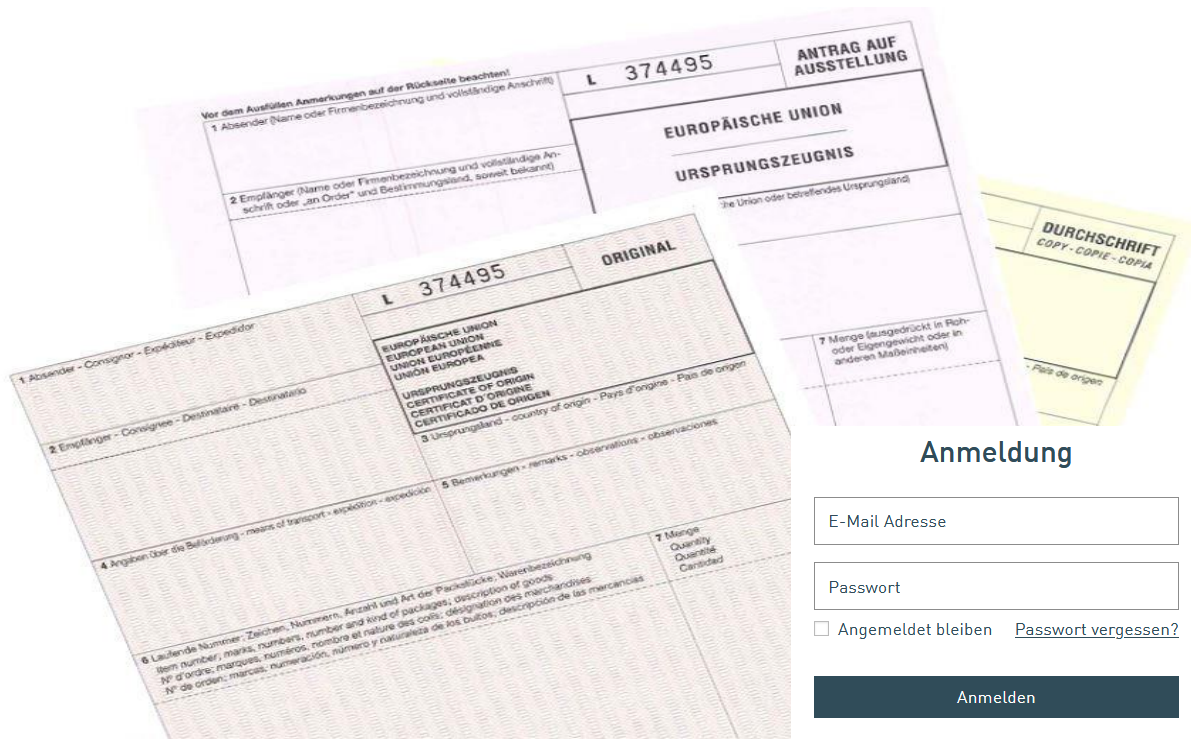 Vor dem Ausfüllen Anmerkungen auf der Rückseite beachten!
1 Absender (Name oder Firmenbezeichnung und vollständige Anschrift)
L 374495
ANTRAG AUF
AUSSTELLUNG
EUROPÄISCHE UNION
URSPRUNGSZEUGNIS
2 Empfänger (Name oder Firmenbezeichnung und vollständige An-
schrift oder „an Order" und Bestimmungsland, soweit bekannt)
che Union oder betreffendes Ursprungsland)
7 Menge (ausgedrückt in Roh-
oder Eigengewicht oder in
anderen Maßeinheiten)
DURCHSCHRIFT
COPY - COPIE - COPIA
- País de origen
L 374495
ORIGINAL
1 Absender - Consignor - Expéditeur - Expedidor
EUROPÄISCHE UNION
EUROPEAN UNION
UNION EUROPÉENNE
UNIÓN EUROPEA
URSPRUNGSZEUGNIS
CERTIFICATE OF ORIGIN
CERTIFICAT D´ORIGINE
CERTIFICADO DE ORIGEN
2 Empfänger - Consignee - Destinataire - Destinatario
3 Ursprungsland - country of origin - Pays d'origine - País de origen
4 Angaben über die Beförderung - means of transport - expédition - expedición
5 Bemerkungen - remarks - observations - observaciones
6 Laufende Nummer; Zeichen, Nummern, Anzahl und Art der Packstücke; Warenbezeichnung
Item number; marks, numbers, number and kind of packages; description of goods
N° d'ordre; marques, numéros, nombre et nature des colis; désignation des marchandises
N° de orden; marcas, numeración, número y naturaleza de los bultos; descripción de las mercancías
7 Menge
Quantity
Quantité
Cantidad
Anmeldung
E-Mail Adresse
Passwort
Angemeldet bleiben
Passwort vergessen?
Anmelden